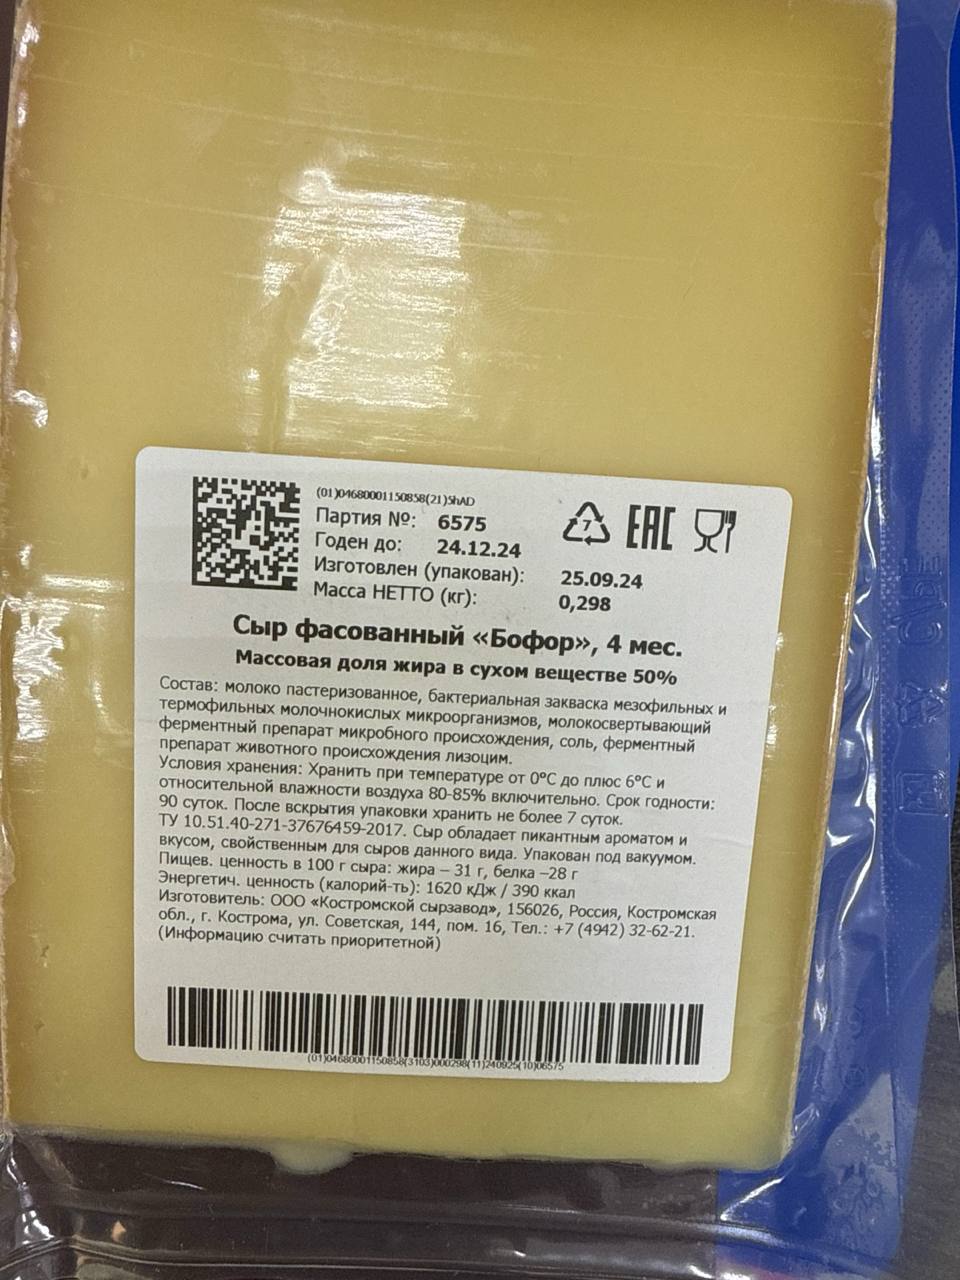 (01)04680001150858(21)5hAD
Партия №: 6575
Годен до: 24.12.24
Изготовлен (упакован): 25.09.24
Масса НЕТТО (кг): 0,298
7
EAC
Сыр фасованный «Бофор», 4 мес.
Массовая доля жира в сухом веществе 50%
Состав: молоко пастеризованное, бактериальная закваска мезофильных и
термофильных молочнокислых микроорганизмов, молокосвертывающий
ферментный препарат микробного происхождения, соль, ферментный
препарат животного происхождения лизоцим.
Условия хранения: Хранить при температуре от 0°С до плюс 6°С и
относительной влажности воздуха 80-85% включительно. Срок годности:
90 суток. После вскрытия упаковки хранить не более 7 суток.
ТУ 10.51.40-271-37676459-2017. Сыр обладает пикантным ароматом и
вкусом, свойственным для сыров данного вида. Упакован под вакуумом.
Пищев. ценность в 100 г сыра: жира – 31 г, белка –28 г
Энергетич. ценность (калорий-ть): 1620 кДж / 390 ккал
Изготовитель: ООО «Костромской сырзавод», 156026, Россия, Костромская
обл., г. Кострома, ул. Советская, 144, пом. 16, Тел.: +7 (4942) 32-62-21.
(Информацию считать приоритетной)
(01)04680001150858(3103)000298(11)240925(10)06575